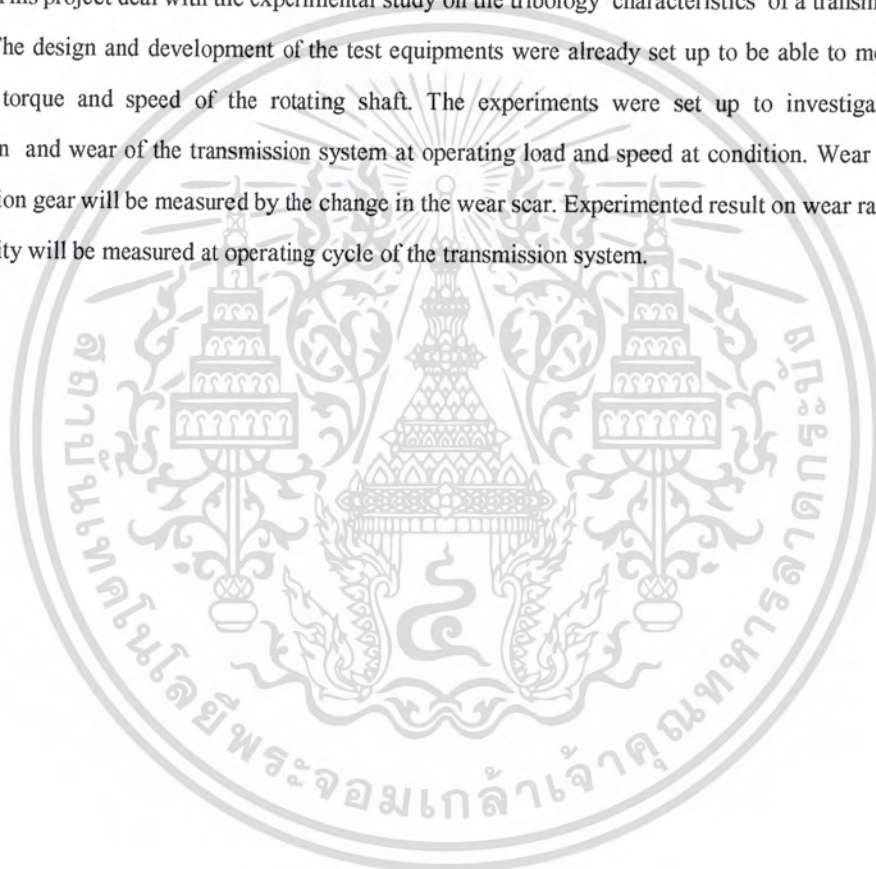 This project deal with the experimental study on the tribology characteristics of a transm
he design and development of the test equipments were already set up to be able to m
torque and speed of the rotating shaft. The experiments were set up to investiga
n and wear of the transmission system at operating load and speed at condition. Wear
ion gear will be measured by the change in the wear scar. Experimented result on wear ra
ity will be measured at operating cycle of the transmission system.
สถาบันเทคโนโลยีพระจอมเกล้าเจ้าคุณทหารลาดกระบัง